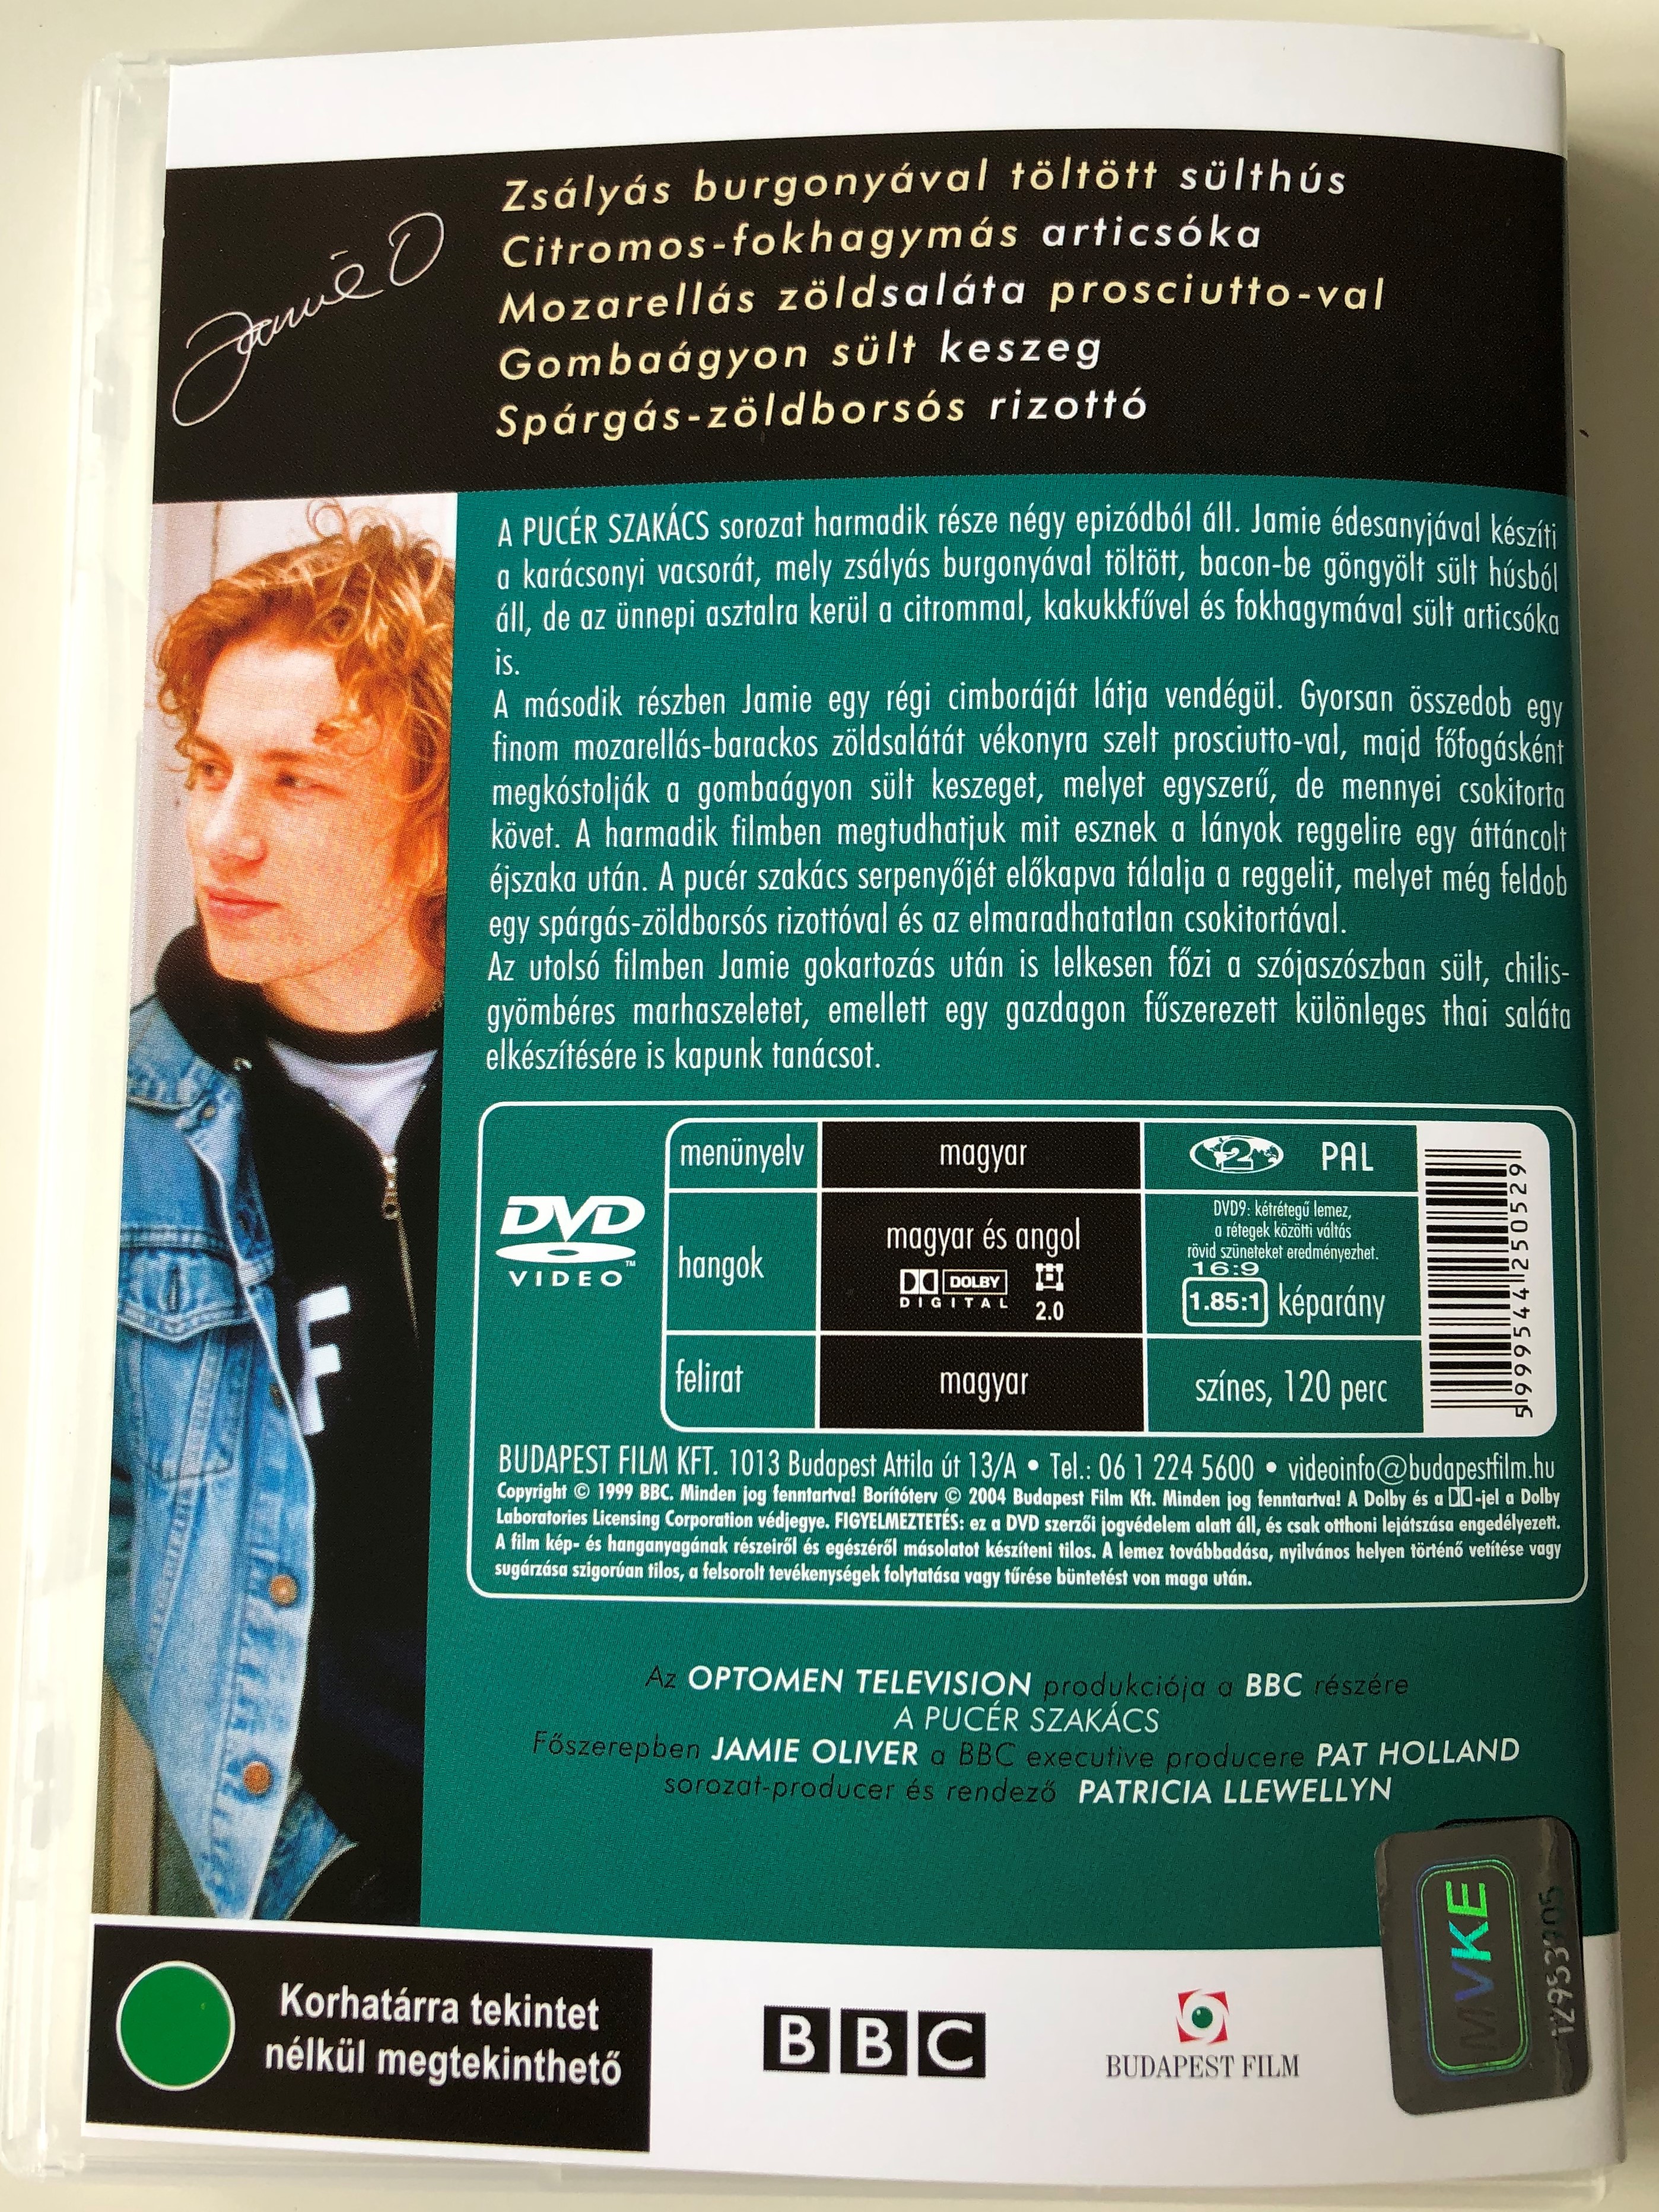 Jamie O
Zsályás burgonyával töltött sülthús
Citromos-fokhagymás articsóka
Mozarellás zöldsaláta prosciutto-val
Gombaágyon sült keszeg
Spárgás-zöldborsós rizottó
A PUCÉR SZAKÁCS sorozat harmadik része négy epizódból áll. Jamie édesanyjával készíti
a karácsonyi vacsorát, mely zsályás burgonyával töltött, bacon-be göngyölt sült húsból
áll, de az ünnepi asztalra kerül a citrommal, kakukkfűvel és fokhagymával sült articsóka
is.
A második részben Jamie egy régi cimboráját látja vendégül. Gyorsan összedob egy
finom mozarellás-barackos zöldsalátát vékonyra szelt prosciutto-val, majd főfogásként
megkóstolják a gombaágyon sült keszeget, melyet egyszerű, de mennyei csokitorta
követ. A harmadik filmben megtudhatjuk mit esznek a lányok reggelire egy áttáncolt
éjszaka után. A pucér szakács serpenyőjét előkapva tálalja a reggelit, melyet még feldob
egy spárgás-zöldborsós rizottóval és az elmaradhatatlan csokitortával.
Az utolsó filmben Jamie gokartozás után is lelkesen főzi a szójaszószban sült, chilis-
gyömbéres marhaszeletet, emellett egy gazdagon fűszerezett különleges thai saláta
elkészítésére is kapunk tanácsot.
DVD
VIDEO™
menünyelv
magyar
2 PAL
hangok
magyar és angol
DOLBY
DIGITAL
2.0
DVD9: kétrétegű lemez,
a rétegek közötti váltás
rövid szüneteket eredményezhet.
16:9
1.85:1 képarány
felirat
magyar
színes, 120 perc
5999544250529
BUDAPEST FILM KFT. 1013 Budapest Attila út 13/A • Tel.: 06 1 224 5600 • videoinfo@budapestfilm.hu
Copyright © 1999 BBC. Minden jog fenntartva! Borítóterv © 2004 Budapest Film Kft. Minden jog fenntartva! A Dolby és a DD-jel a Dolby
Laboratories Licensing Corporation védjegye. FIGYELMEZTETÉS: ez a DVD szerzői jogvédelem alatt áll, és csak otthoni lejátszása engedélyezett.
A film kép- és hanganyagának részeiről és egészéről másolatot készíteni tilos. A lemez továbbadása, nyilvános helyen történő vetítése vagy
sugárzása szigorúan tilos, a felsorolt tevékenységek folytatása vagy tűrése büntetést von maga után.
Az OPTOMEN TELEVISION produkciója a BBC részére
A PUCÉR SZAKÁCS
Főszerepben JAMIE OLIVER a BBC executive producere PAT HOLLAND
sorozat-producer és rendező PATRICIA LLEWELLYN
F
Korhatárra tekintet
nélkül megtekinthető
BBC
BUDAPEST FILM
MVKE